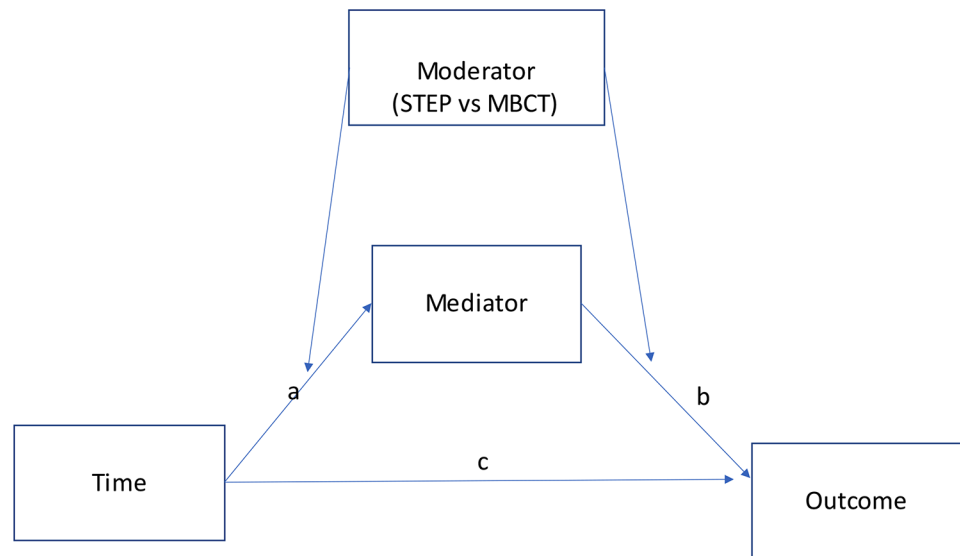 Moderator
(STEP vs MBCT)
Mediator
a
b
c
Time
Outcome